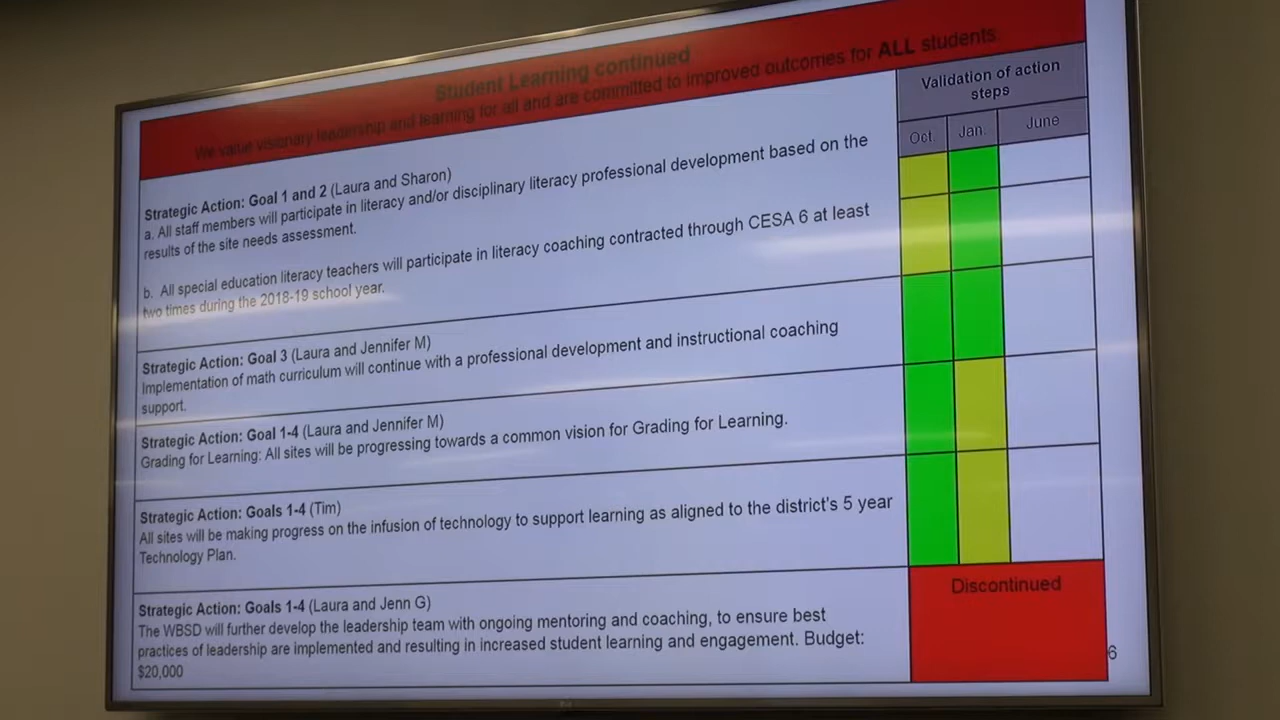 Student Learning continued
We value visionary leadership and learning for all and are committed to improved outcomes for ALL students.
Validation of action
steps
Oct.
Jan.
June
Strategic Action: Goal 1 and 2 (Laura and Sharon)
a. All staff members will participate in literacy and/or disciplinary literacy professional development based on the
results of the site needs assessment.
b. All special education literacy teachers will participate in literacy coaching contracted through CESA 6 at least
two times during the 2018-19 school year.
Strategic Action: Goal 3 (Laura and Jennifer M)
Implementation of math curriculum will continue with a professional development and instructional coaching
support.
Strategic Action: Goal 1-4 (Laura and Jennifer M)
Grading for Learning: All sites will be progressing towards a common vision for Grading for Learning.
Strategic Action: Goals 1-4 (Tim)
All sites will be making progress on the infusion of technology to support learning as aligned to the district's 5 year
Technology Plan.
Strategic Action: Goals 1-4 (Laura and Jenn G)
The WBSD will further develop the leadership team with ongoing mentoring and coaching, to ensure best
practices of leadership are implemented and resulting in increased student learning and engagement. Budget:
$20,000
Discontinued
6